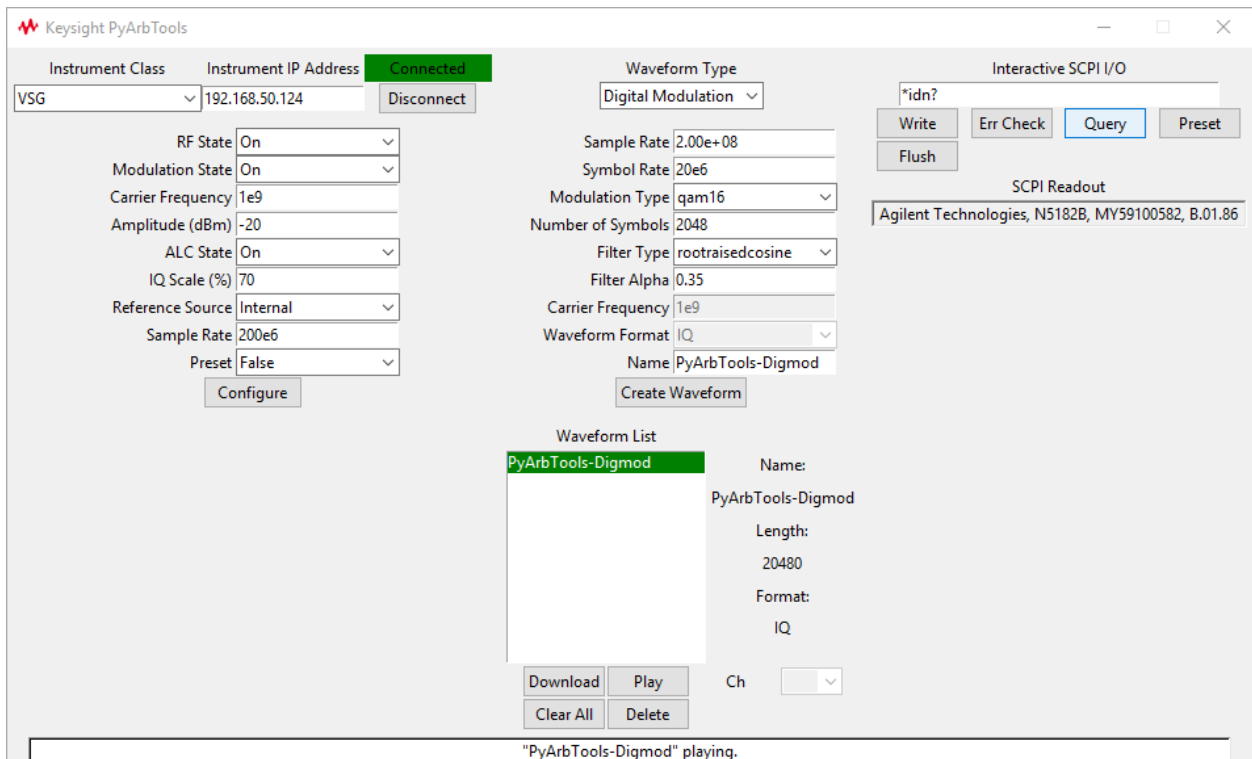 Keysight PyArbTools
Instrument Class Instrument IP Address Connected
VSG 192.168.50.124 Disconnect
RF State On
Modulation State On
Carrier Frequency 1e9
Amplitude (dBm) -20
ALC State On
IQ Scale (%) 70
Reference Source Internal
Sample Rate 200e6
Preset False
Configure
Waveform Type
Digital Modulation
Sample Rate 2.00e+08
Symbol Rate 20e6
Modulation Type qam16
Number of Symbols 2048
Filter Type rootraisedcosine
Filter Alpha 0.35
Carrier Frequency 1e9
Waveform Format IQ
Name PyArbTools-Digmod
Create Waveform
Interactive SCPI I/O
*idn?
Write Err Check Query Preset
Flush
SCPI Readout
Agilent Technologies, N5182B, MY59100582, B.01.86
Waveform List
PyArbTools-Digmod
Name:
PyArbTools-Digmod
Length:
20480
Format:
IQ
Download Play Ch
Clear All Delete
"PyArbTools-Digmod" playing.